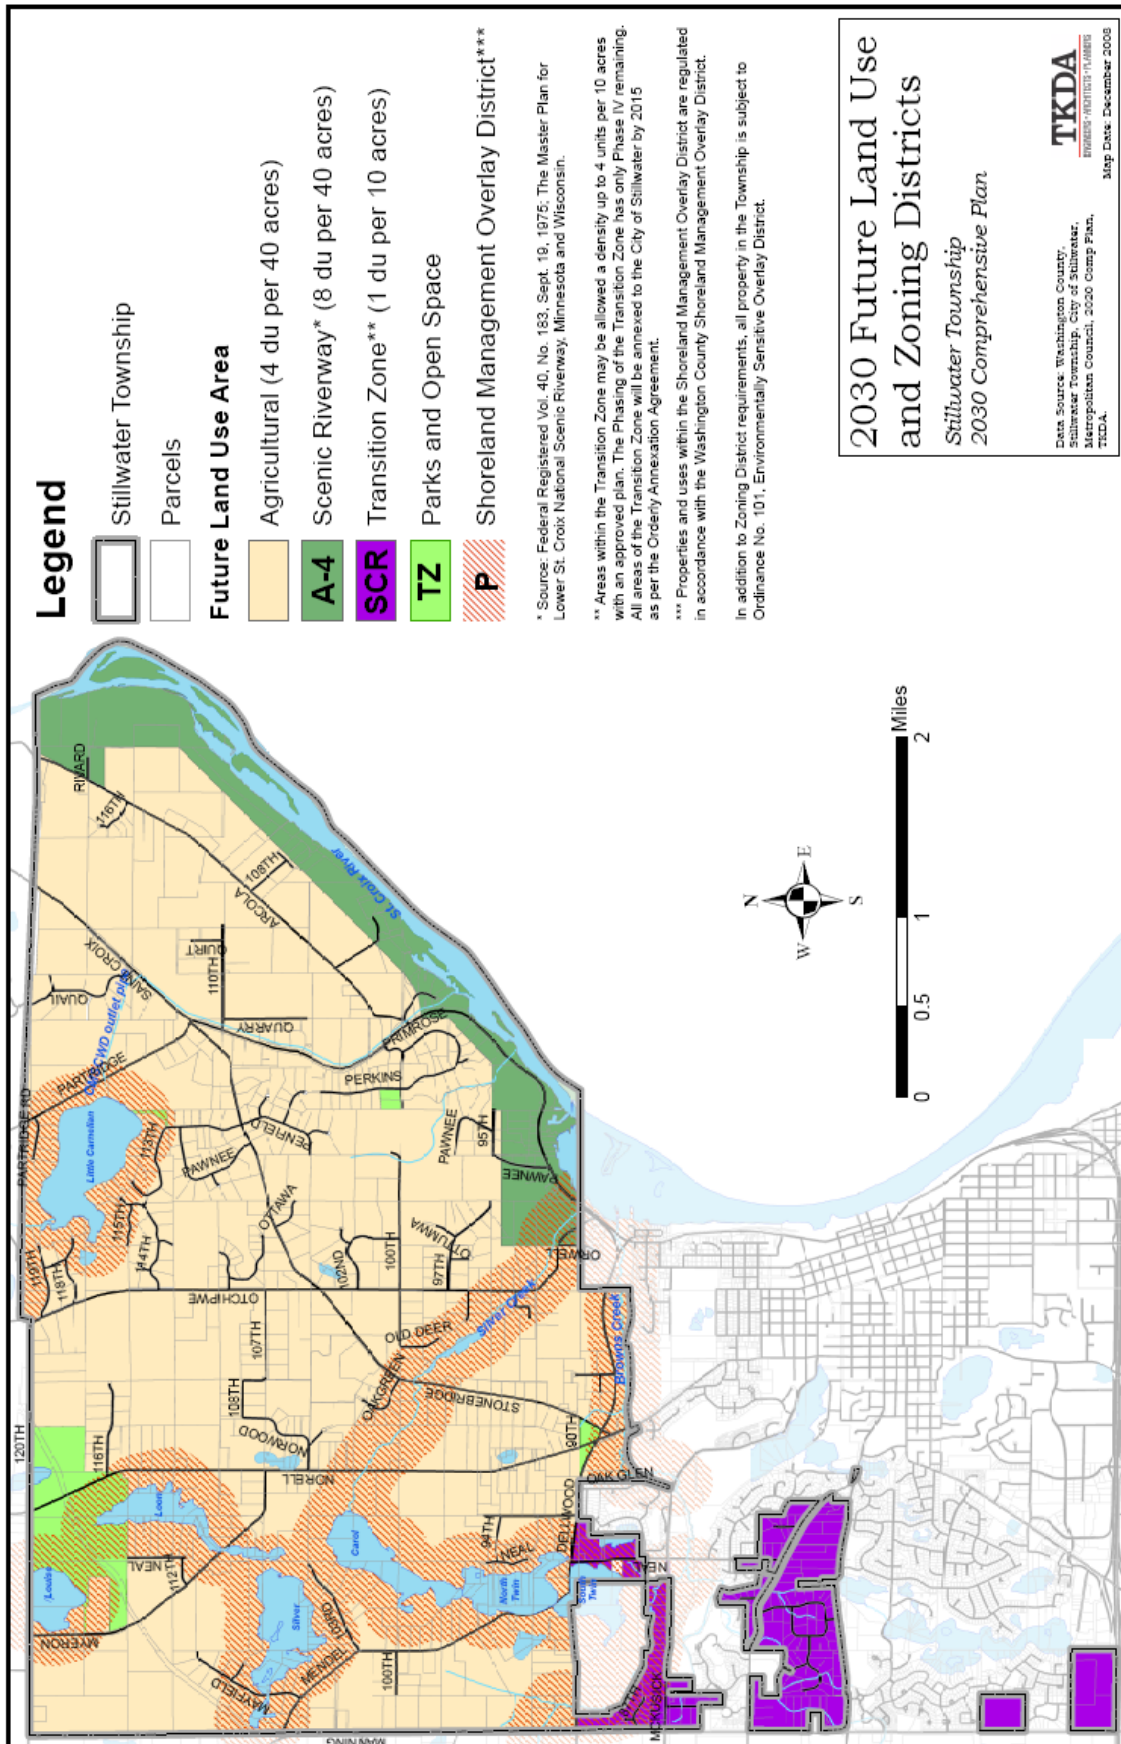 Legend
Stillwater Township
Parcels
Future Land Use Area
Agricultural (4 du per 40 acres)
A-4 Scenic Riverway* (8 du per 40 acres)
SCR Transition Zone** (1 du per 10 acres)
TZ Parks and Open Space
P Shoreland Management Overlay District***
* Source: Federal Registered Vol. 40, No. 183, Sept. 19, 1975; The Master Plan for
Lower St. Croix National Scenic Riverway, Minnesota and Wisconsin.
** Areas within the Transition Zone may be allowed a density up to 4 units per 10 acres
with an approved plan. The Phasing of the Transition Zone has only Phase IV remaining.
All areas of the Transition Zone will be annexed to the City of Stillwater by 2015
as per the Orderly Annexation Agreement.
*** Properties and uses within the Shoreland Management Overlay District are regulated
in accordance with the Washington County Shoreland Management Overlay District.
In addition to Zoning District requirements, all property in the Township is subject to
Ordinance No. 101, Environmentally Sensitive Overlay District.
2030 Future Land Use
and Zoning Districts
Stillwater Township
2030 Comprehensive Plan
Data Source: Washington County,
Stillwater Township, City of Stillwater,
Metropolitan Council, 2020 Comp Plan,
TKDA.
TKDA
ENGINEERS • ARCHITECTS • PLANNERS
Map Date: December 2008
N
W
E
S
0
0.5
1
2
Miles
MANNING
MYERON
Louise
NEAL
112TH
Loon
116TH
120TH
MAYFIELD
Silver
MENDEL
103RD
100TH
Carol
94TH
NEAL
North
Twin
DELLWOOD
South
Twin
NEAL
MCKUSICK
NORELL
NORWOOD
108TH
107TH
OAKGREEN
OLD DEER
STONEBRIDGE
90TH
OAK GLEN
Browns Creek
Silver Creek
OTCHIPWE
118TH
119TH
114TH
115TH
113TH
PARTRIDGE RD
Little Carnelian
PARTRIDGE
CMSCWD outlet pipe
QUAIL
SAINT CROIX
PAWNEE
PENFIELD
OTTAWA
102ND
100TH
97TH
OTTUMWA
ORWELL
PAWNEE
95TH
PAWNEE
PERKINS
PRIMROSE
QUARRY
110TH
QUIRT
ARCOLA
108TH
116TH
RIVARD
St. Croix River